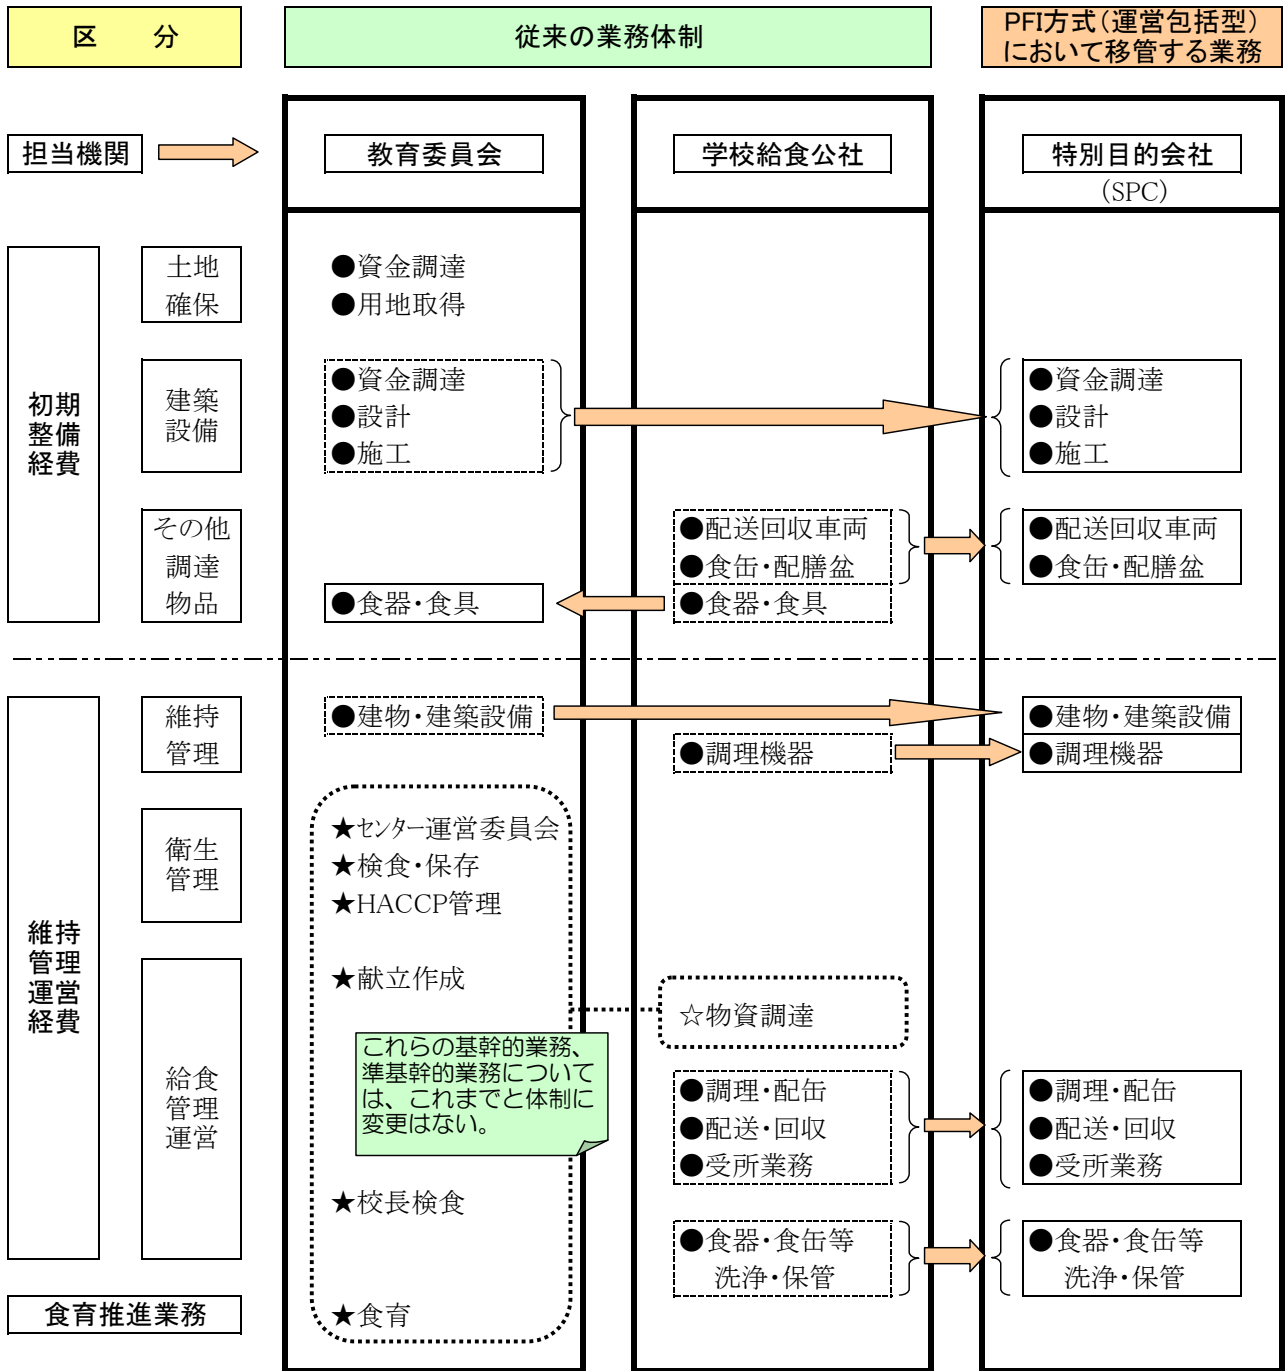 区 分
従来の業務体制
PFI方式（運営包括型）
において移管する業務
担当機関
教育委員会
学校給食公社
特別目的会社
（SPC）
初期
整備
経費
土地
確保
●資金調達
●用地取得
建築
設備
●資金調達
●設計
●施工
●資金調達
●設計
●施工
その他
調達
物品
●配送回収車両
●食缶・配膳盆
●食器・食具
●食器・食具
●配送回収車両
●食缶・配膳盆
維持
管理
運営
経費
維持
管理
●建物・建築設備
●調理機器
●建物・建築設備
●調理機器
衛生
管理
★センター運営委員会
★検食・保存
★HACCP管理
給食
管理
運営
★献立作成
☆物資調達
これらの基幹的業務、
準基幹的業務について
は、これまでと体制に
変更はない。
●調理・配缶
●配送・回収
●受所業務
●調理・配缶
●配送・回収
●受所業務
★校長検食
●食器・食缶等
洗浄・保管
●食器・食缶等
洗浄・保管
食育推進業務
★食育